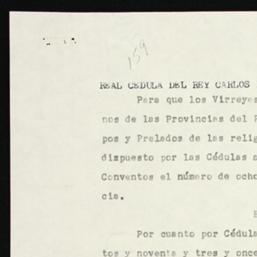 159
REAL CEDULA DEL REY CARLOS
Para que los Virreyes
nos de las Provincias del
pos y Prelados de las reli
dispuesto por las Cédulas
Conventos el número de ocho
cia.
Por cuanto por Cédula
tos y noventa y tres y once